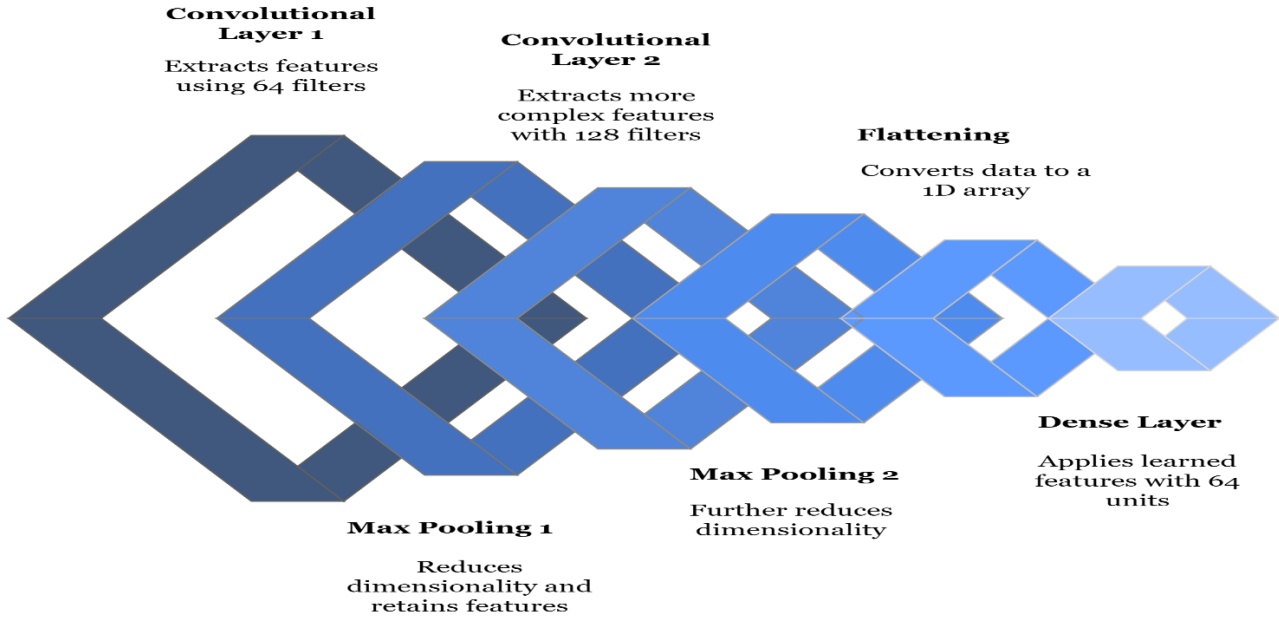 Convolutional
Layer 1
Extracts features
using 64 filters
Max Pooling 1
Reduces
dimensionality and
retains features
Convolutional
Layer 2
Extracts more
complex features
with 128 filters
Max Pooling 2
Further reduces
dimensionality
Flattening
Converts data to a
1D array
Dense Layer
Applies learned
features with 64
units